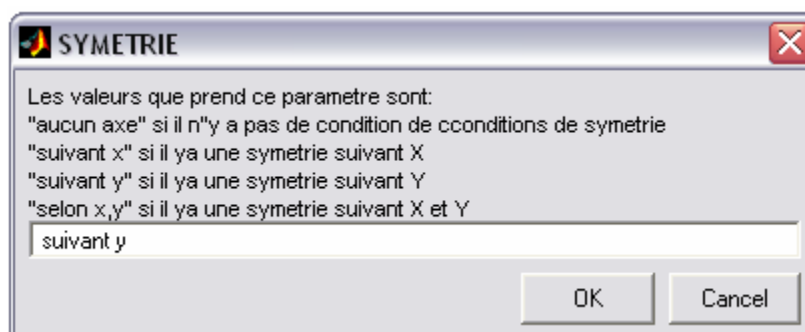 SYMETRIE
Les valeurs que prend ce parametre sont:
"aucun axe" si il n"y a pas de condition de cconditions de symetrie
"suivant x" si il ya une symetrie suivant X
"suivant y" si il ya une symetrie suivant Y
"selon x,y" si il ya une symetrie suivant X et Y
suivant y
OK Cancel